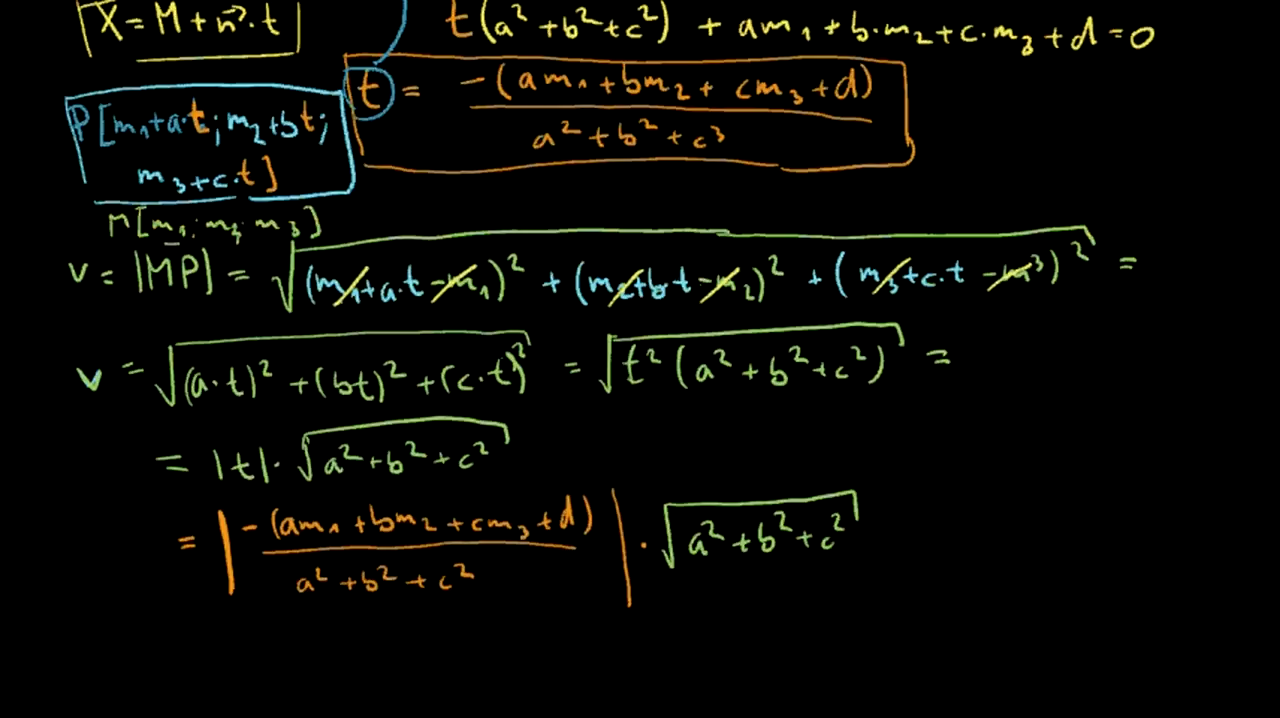 X = M + n⃗·t
t(a² + b² + c²) + am₁ + b·m₂ + c·m₃ + d = 0
t = -(am₁ + bm₂ + cm₃ + d) / a² + b² + c³
P[m₁+a·t; m₂+bt;
m₃+c.t]
M[m₁; m₂; m₃]
v = |MP| = √(m₁+a·t-m₁)² + (m₂+b·t-m₂)² + (m₃+c·t-m³)² =
v = √(a·t)² + (bt)² + (c·t)² = √t²(a² + b² + c²) =
= |t|·√a² + b² + c²
= |-(am₁ + bm₂ + cm₃ + d) / a² + b² + c²| · √a² + b² + c²